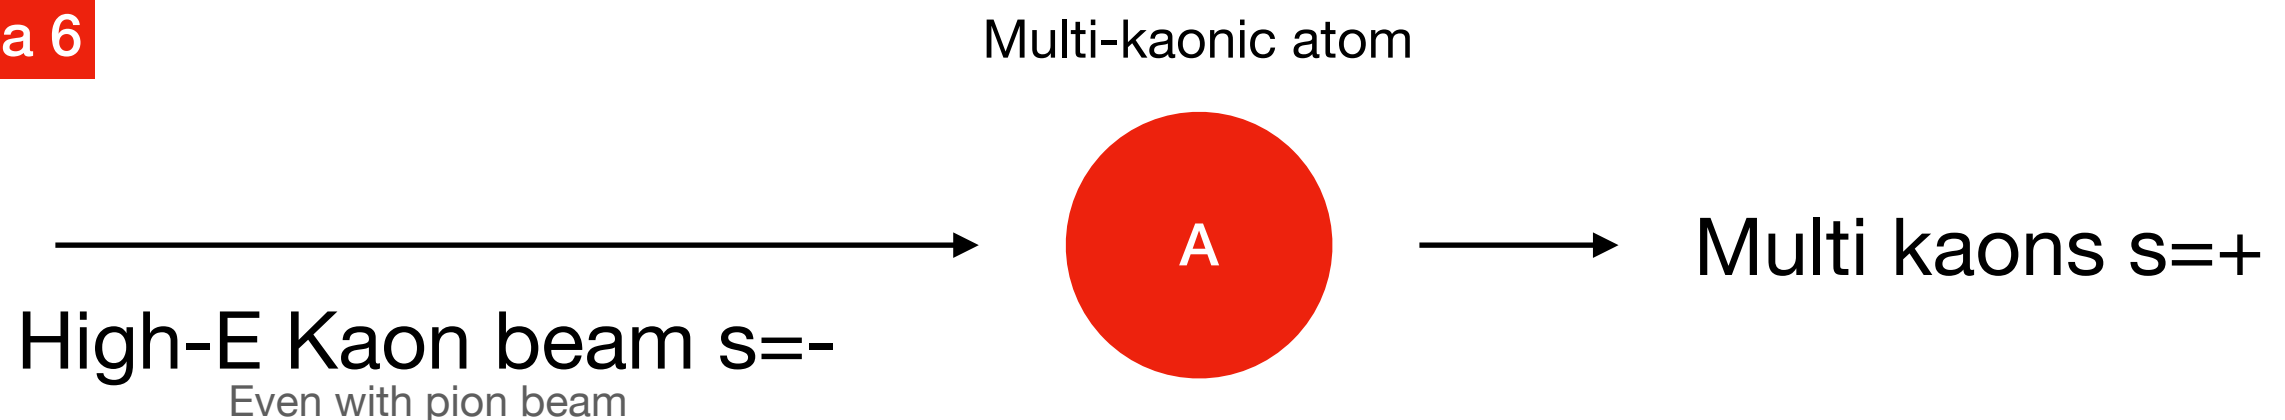 a 6
Multi-kaonic atom
A
Multi kaons s=+
High-E Kaon beam s=-
Even with pion beam